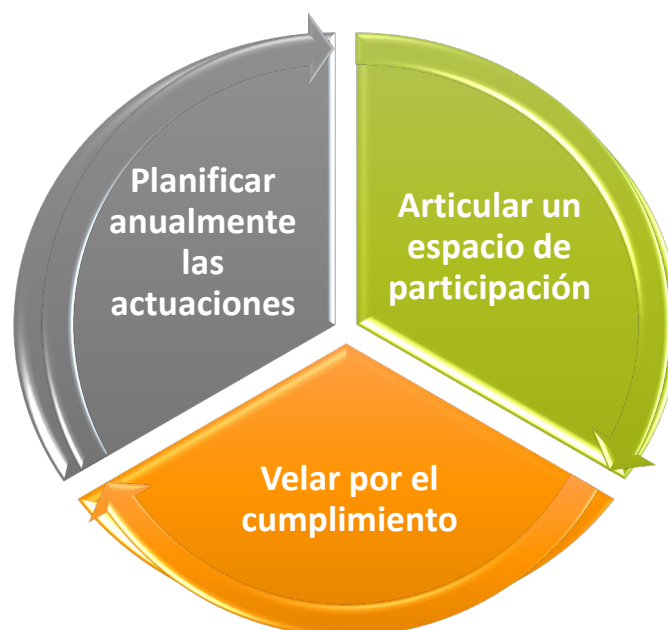 Planificar
anualmente
las
actuaciones
Articular un
espacio de
participación
Velar por el
cumplimiento